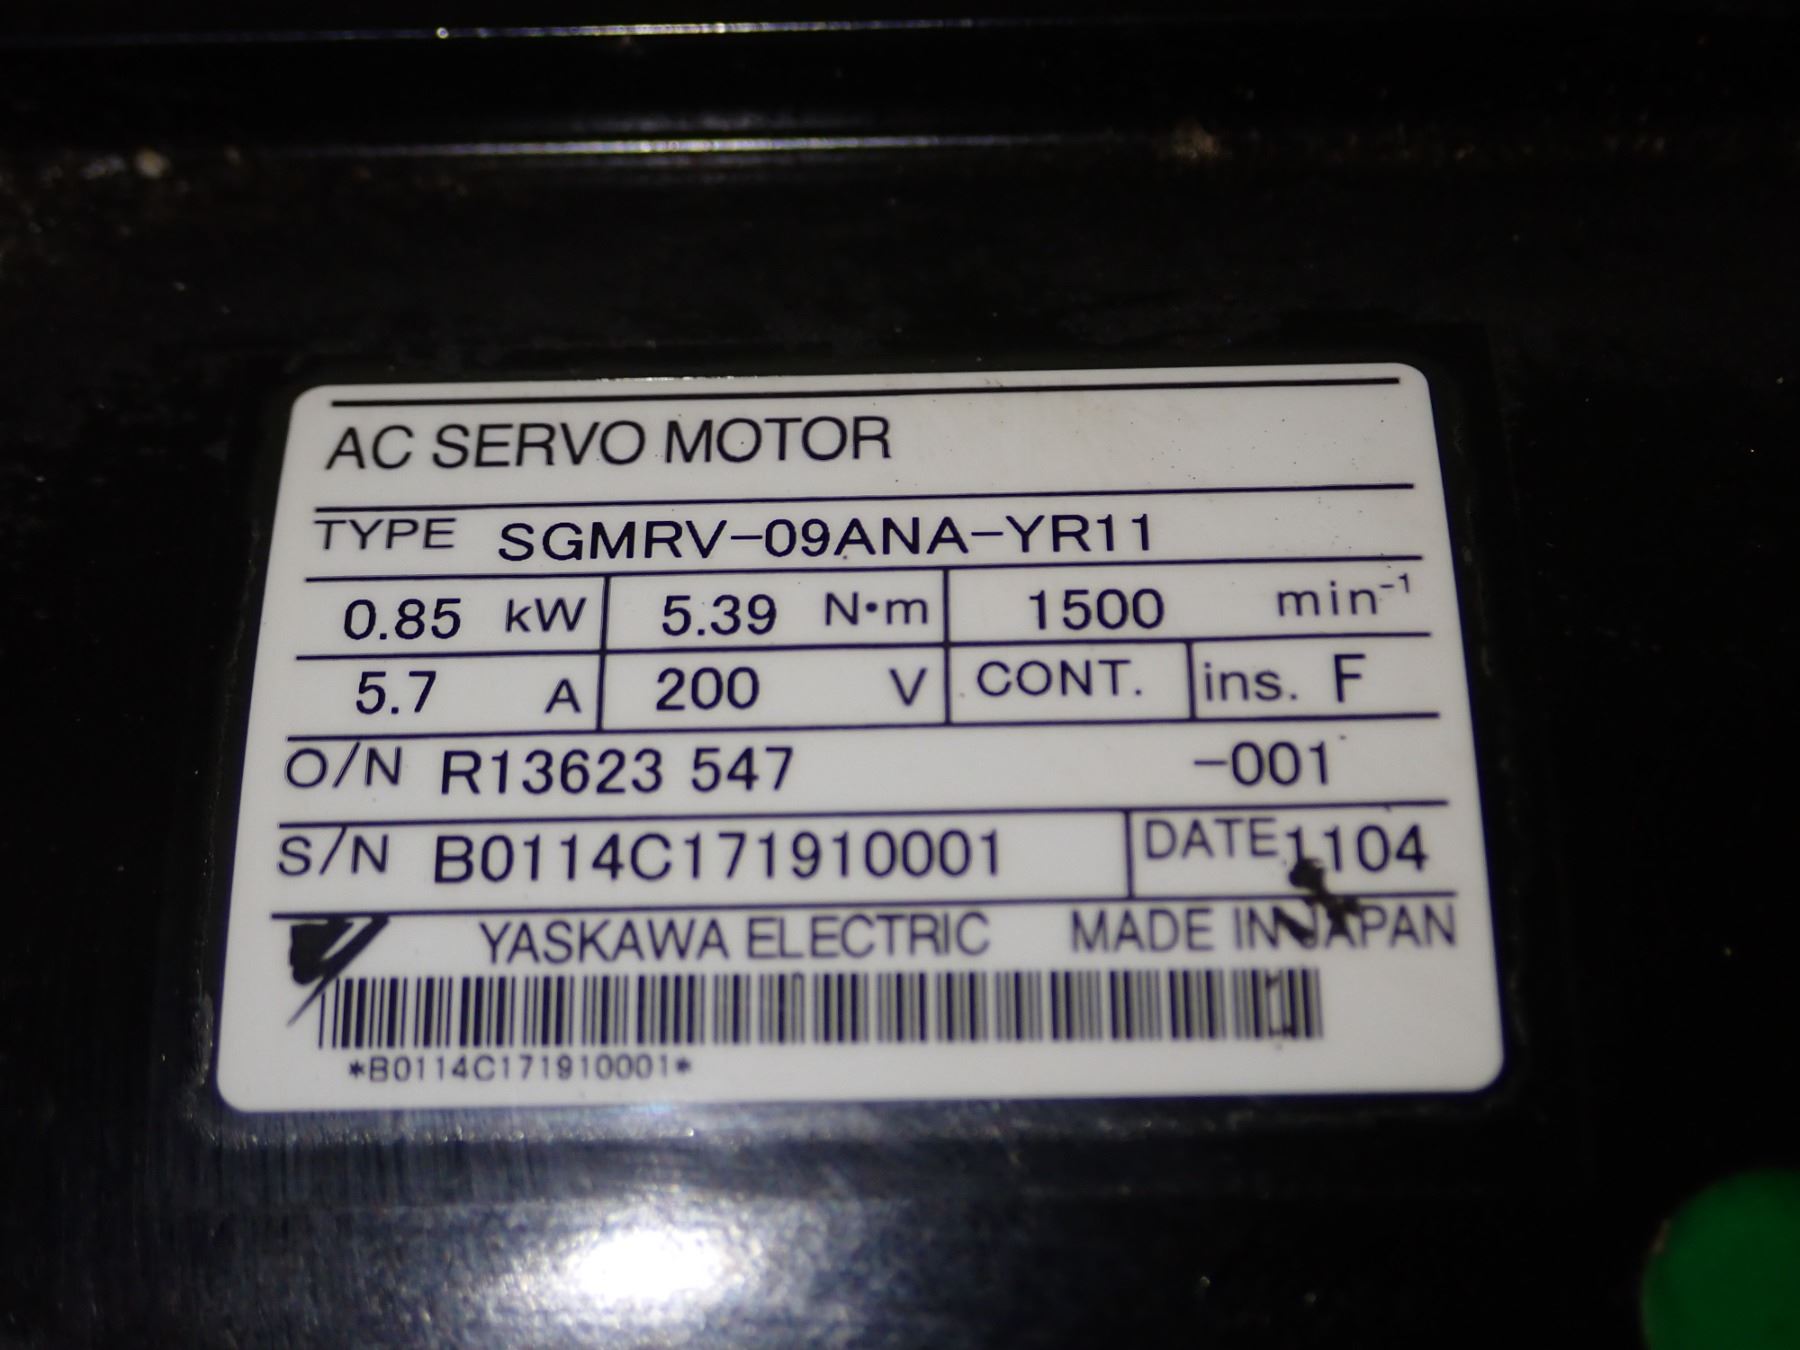 AC SERVO MOTOR
TYPE SGMRV-09ANA-YR11
0.85 kW 5.39 N•m 1500 min⁻¹
5.7 A 200 V CONT. ins. F
O/N R13623 547 -001
S/N B0114C171910001 DATE 1104
YASKAWA ELECTRIC MADE IN JAPAN
*B0114C171910001*